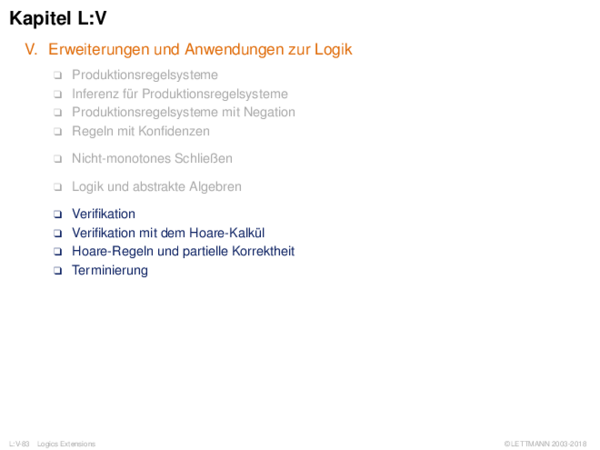 Kapitel L:V
V. Erweiterungen und Anwendungen zur Logik
❑ Produktionsregelsysteme
❑ Inferenz für Produktionsregelsysteme
❑ Produktionsregelsysteme mit Negation
❑ Regeln mit Konfidenzen
❑ Nicht-monotones Schließen
❑ Logik und abstrakte Algebren
❑ Verifikation
❑ Verifikation mit dem Hoare-Kalkül
❑ Hoare-Regeln und partielle Korrektheit
❑ Terminierung
L:V-83 Logics Extensions ©LETTMANN 2003-2018